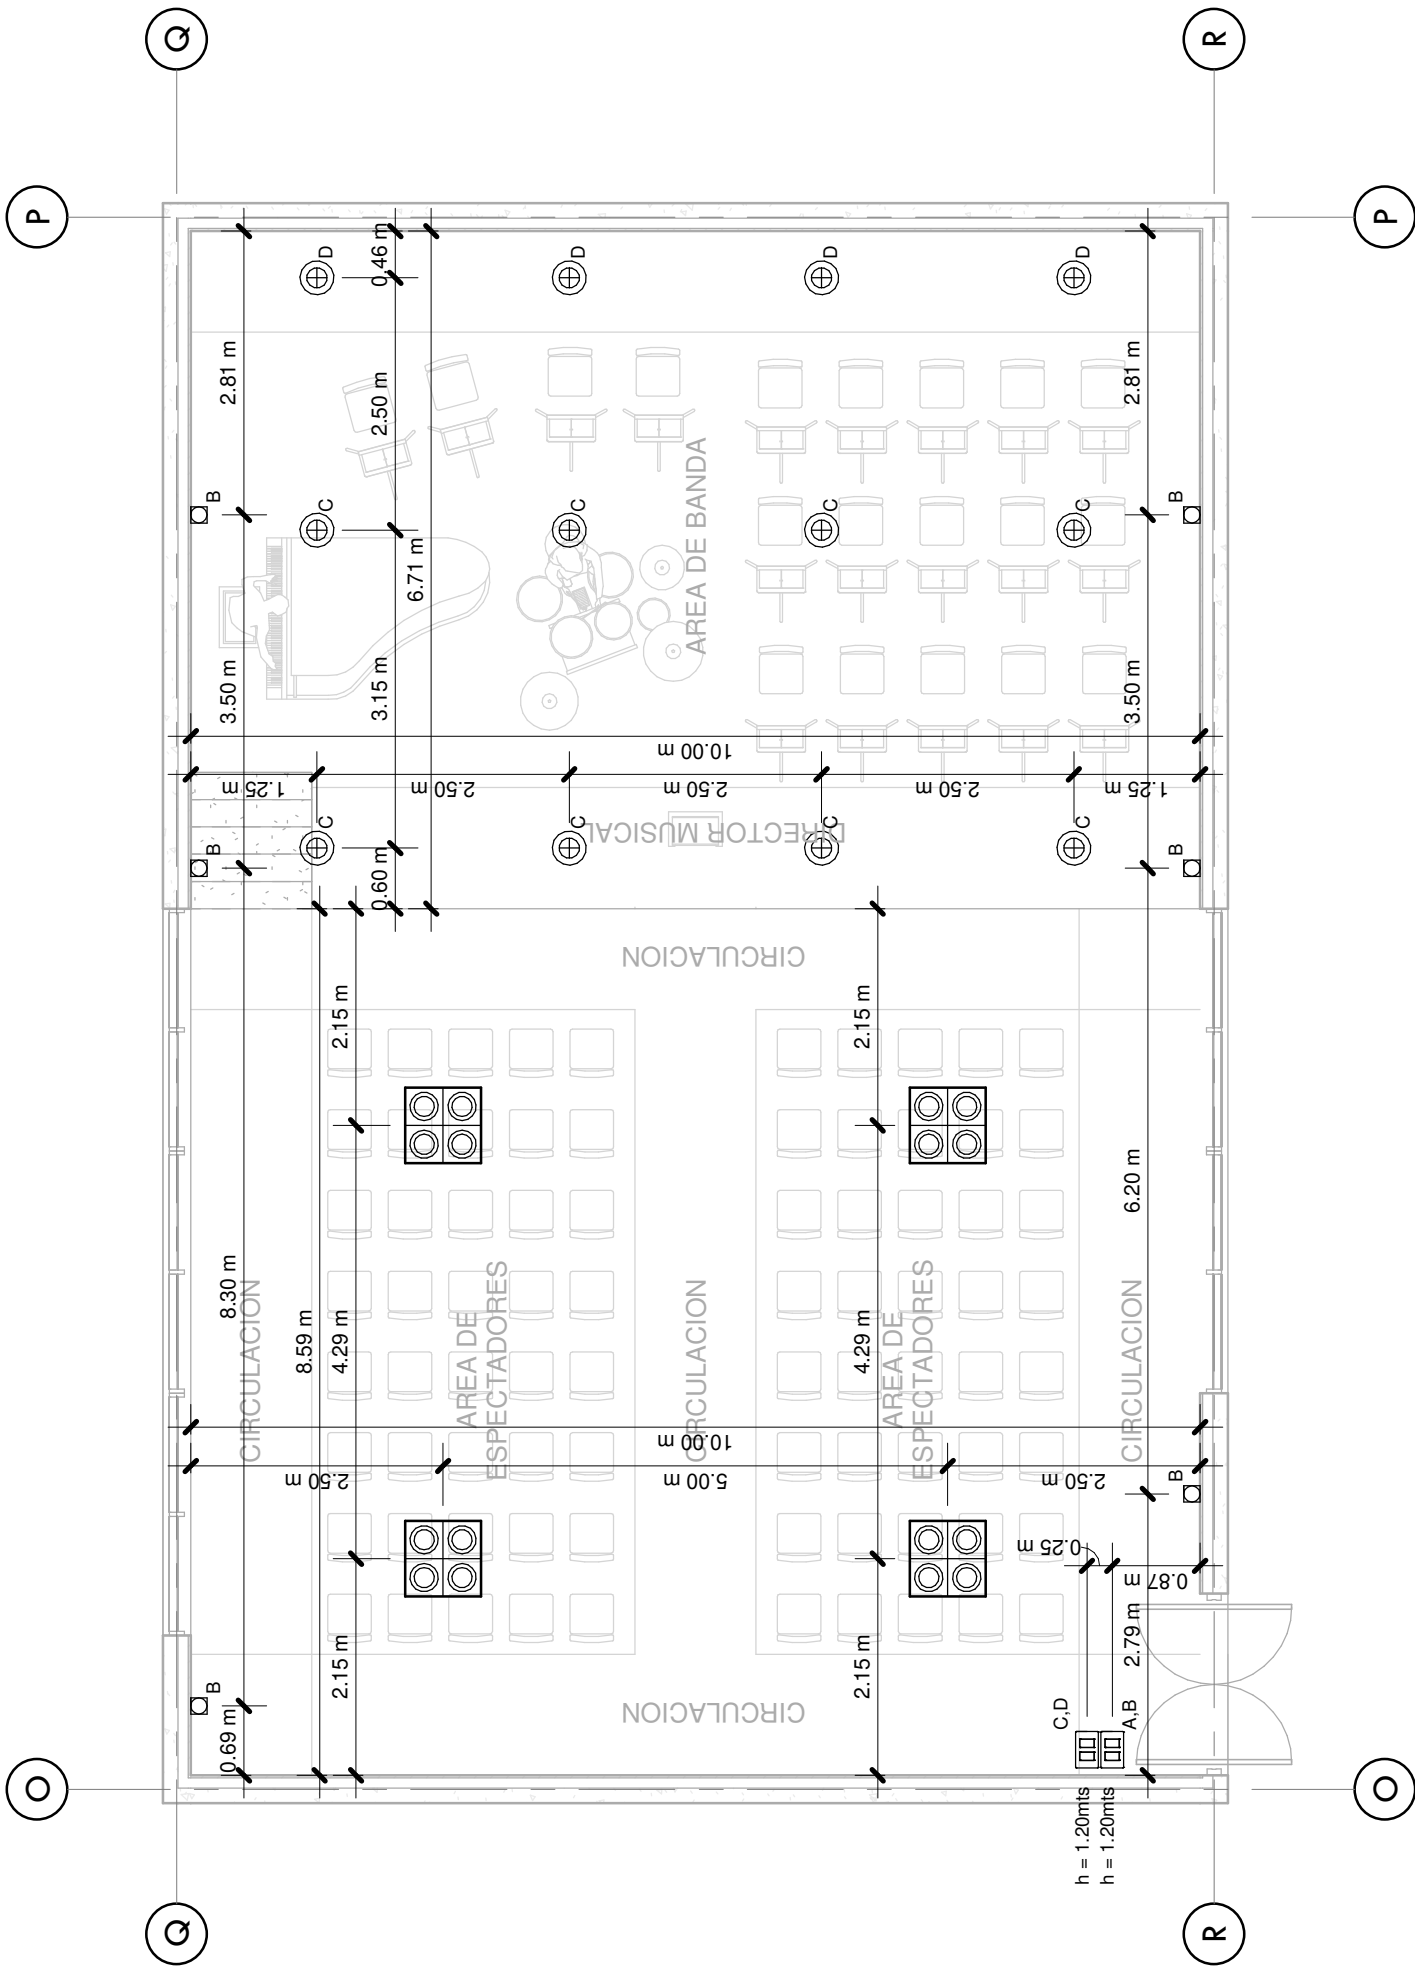 Q
R
P
P
D
D
D
D
0.46 m
2.81 m
2.81 m
2.50 m
B
C
C
C
C
B
AREA DE BANDA
6.71 m
3.50 m
3.15 m
3.50 m
10.00 m
1.25 m
2.50 m
2.50 m
2.50 m
1.25 m
B
C
C
DIRECTOR MUSICAL
C
C
B
0.60 m
CIRCULACION
2.15 m
2.15 m
6.20 m
8.30 m
CIRCULACION
8.59 m
4.29 m
AREA DE
ESPECTADORES
CIRCULACION
4.29 m
AREA DE
ESPECTADORES
CIRCULACION
10.00 m
2.50 m
5.00 m
2.50 m
B
0.25 m
0.87 m
2.15 m
2.15 m
2.79 m
B
0.69 m
CIRCULACION
C,D
A,B
O
O
h = 1.20mts
h = 1.20mts
Q
R